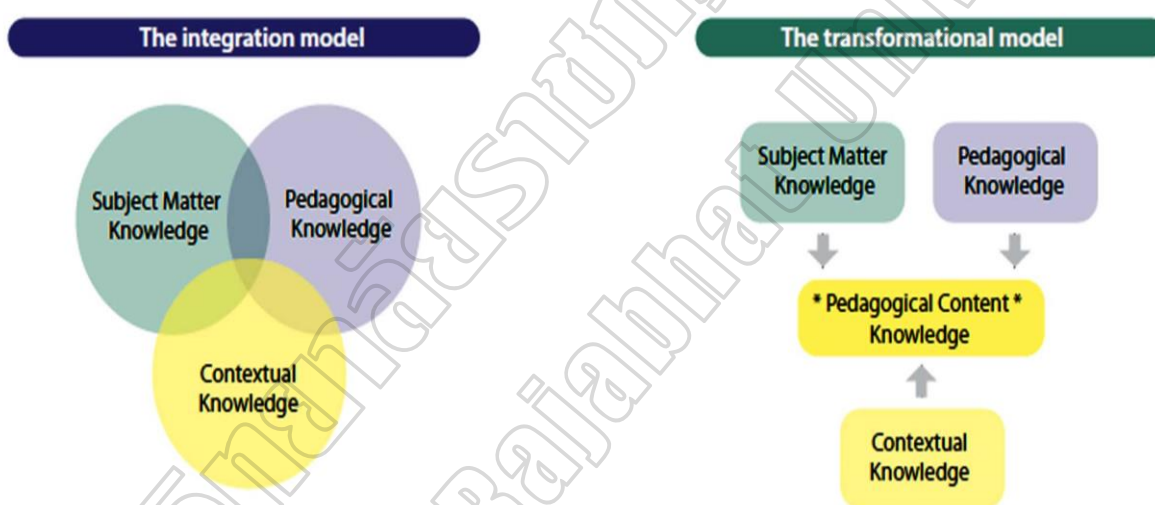 The integration model
Subject Matter
Knowledge
Pedagogical
Knowledge
Contextual
Knowledge
The transformational model
Subject Matter
Knowledge
Pedagogical
Knowledge
* Pedagogical Content *
Knowledge
Contextual
Knowledge
Rajabhat